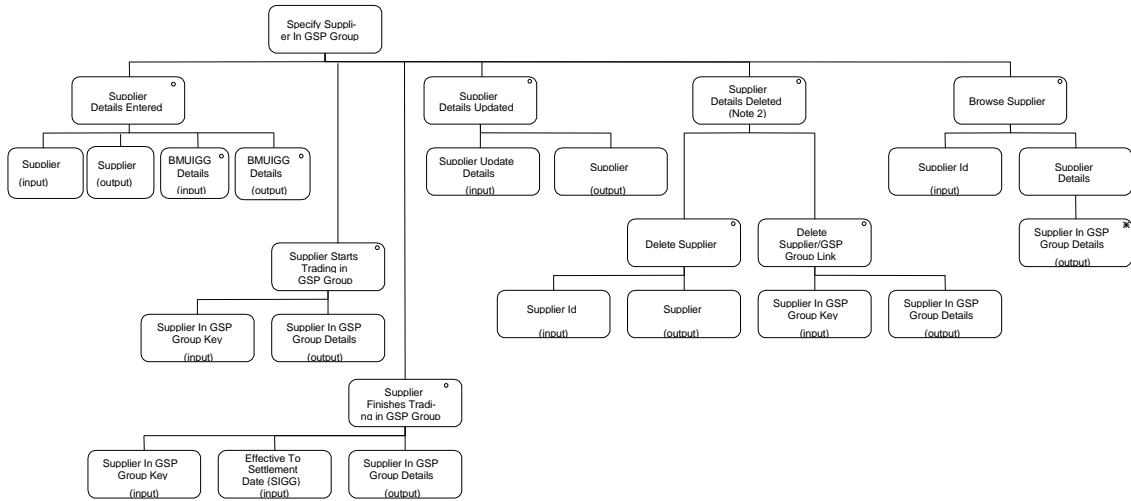 Specify Suppli-
er In GSP Group
Supplier
Details Entered
Supplier
Details Updated
Supplier
Details Deleted
(Note 2)
Browse Supplier
Supplier
(input)
Supplier
(output)
BMUIGG
Details
(input)
BMUIGG
Details
(output)
Supplier Update
Details
(input)
Supplier
(output)
Supplier Id
(input)
Supplier
Details
Supplier Starts
Trading in
GSP Group
Delete Supplier
Delete
Supplier/GSP
Group Link
Supplier In GSP
Group Details
(output)
Supplier In GSP
Group Key
(input)
Supplier In GSP
Group Details
(output)
Supplier Id
(input)
Supplier
(output)
Supplier In GSP
Group Key
(input)
Supplier In GSP
Group Details
(output)
Supplier
Finishes Tradi-
ng in GSP Group
Supplier In GSP
Group Key
(input)
Effective To
Settlement
Date {SIGG}
(input)
Supplier In GSP
Group Details
(output)